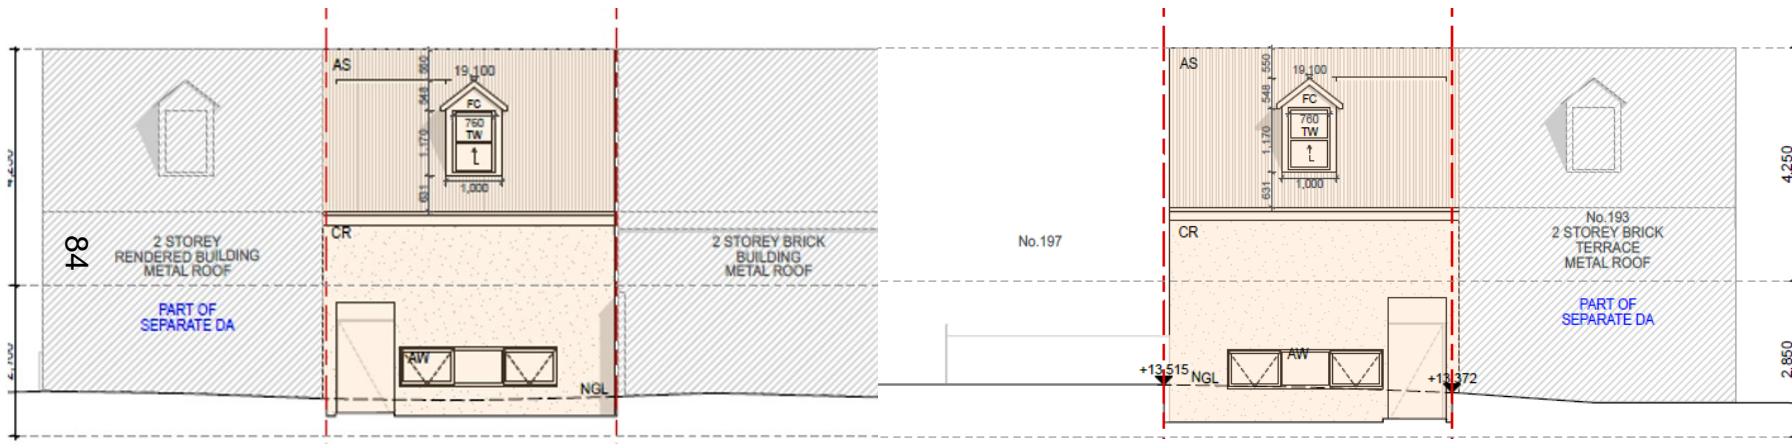 AS
19,100
550
548
FC
760
TW
1,170
L
1,000
631
CR
84
2 STOREY
RENDERED BUILDING
METAL ROOF
2 STOREY BRICK
BUILDING
METAL ROOF
PART OF
SEPARATE DA
AW
NGL
AS
19,100
550
548
FC
760
TW
1,170
L
1,000
631
4,250
CR
No.197
No.193
2 STOREY BRICK
TERRACE
METAL ROOF
PART OF
SEPARATE DA
AW
+13,515
NGL
+13,372
2,850